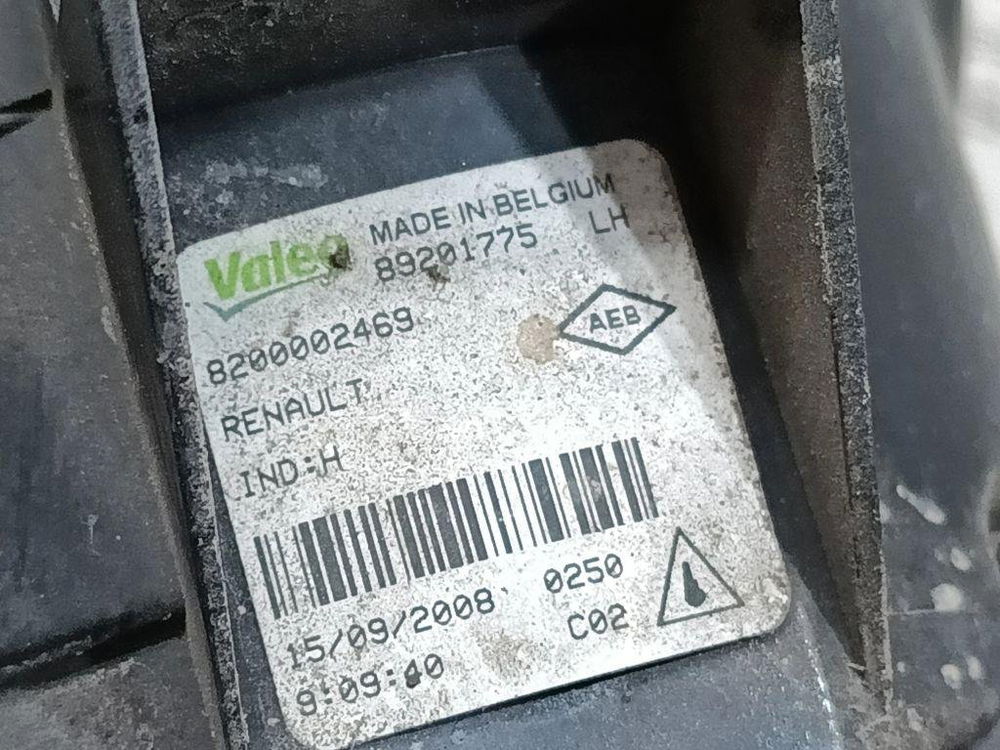 Valeo MADE IN BELGIUM
89201775 LH
8200002469 AEB
RENAULT
IND:H
15/09/2008 0250
9:09:40 C02